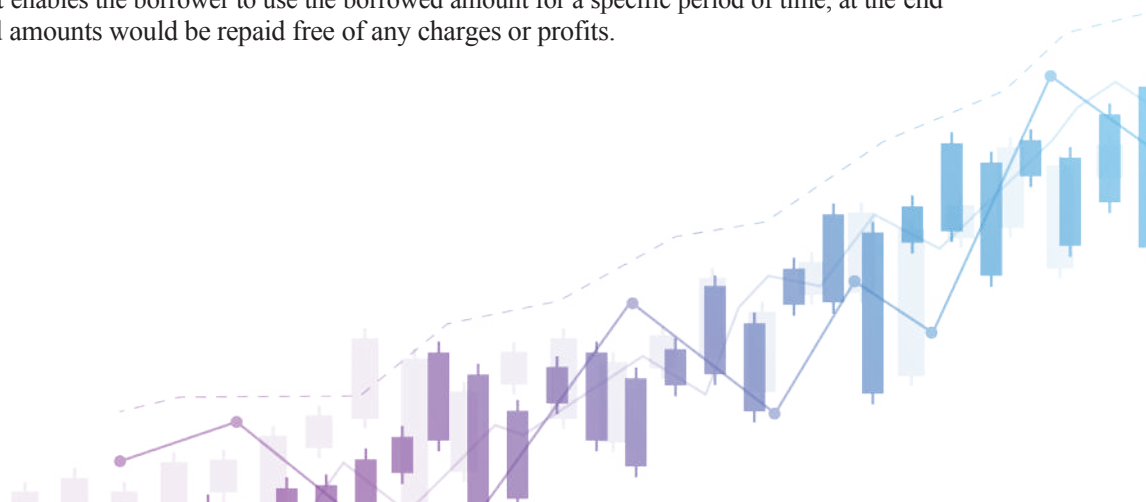 t enables the borrower to use the borrowed amount for a specific period of time, at the end
l amounts would be repaid free of any charges or profits.